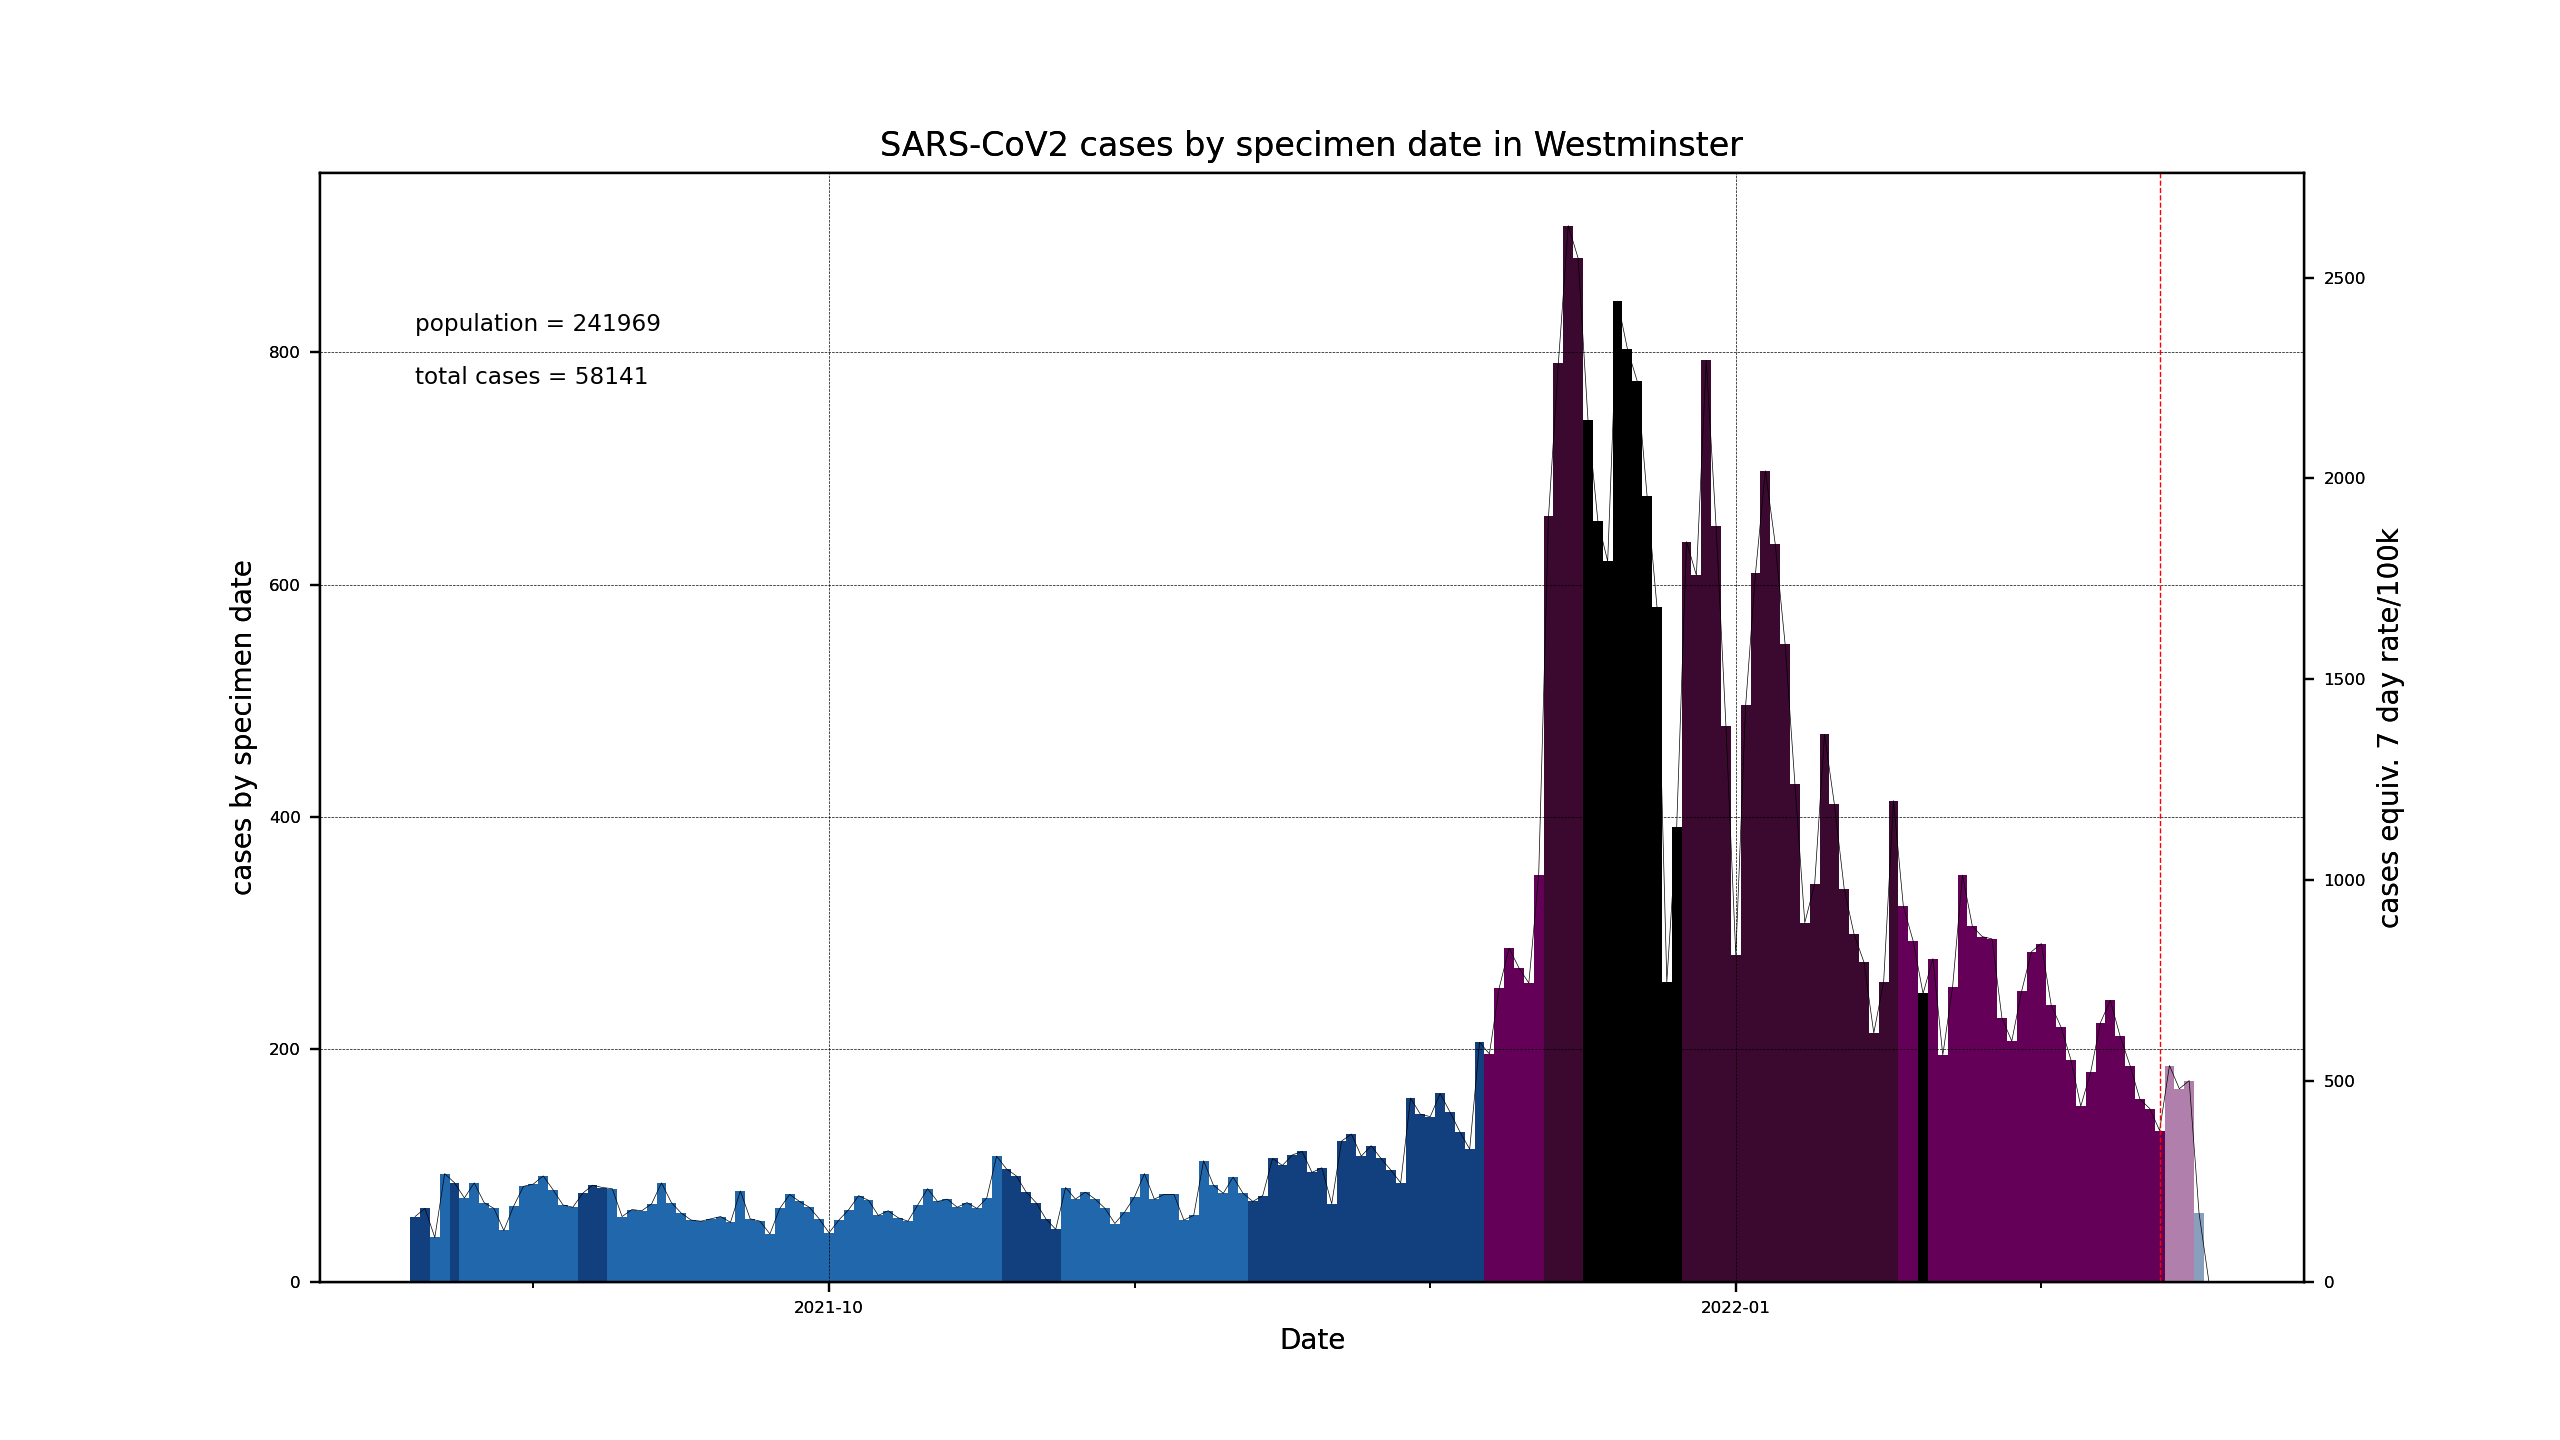 SARS-CoV2 cases by specimen date in Westminster
population = 241969
total cases = 58141
cases by specimen date
800
600
400
200
0
2500
2000
1500
1000
500
0
cases equiv. 7 day rate/100k
2021-10
2022-01
Date